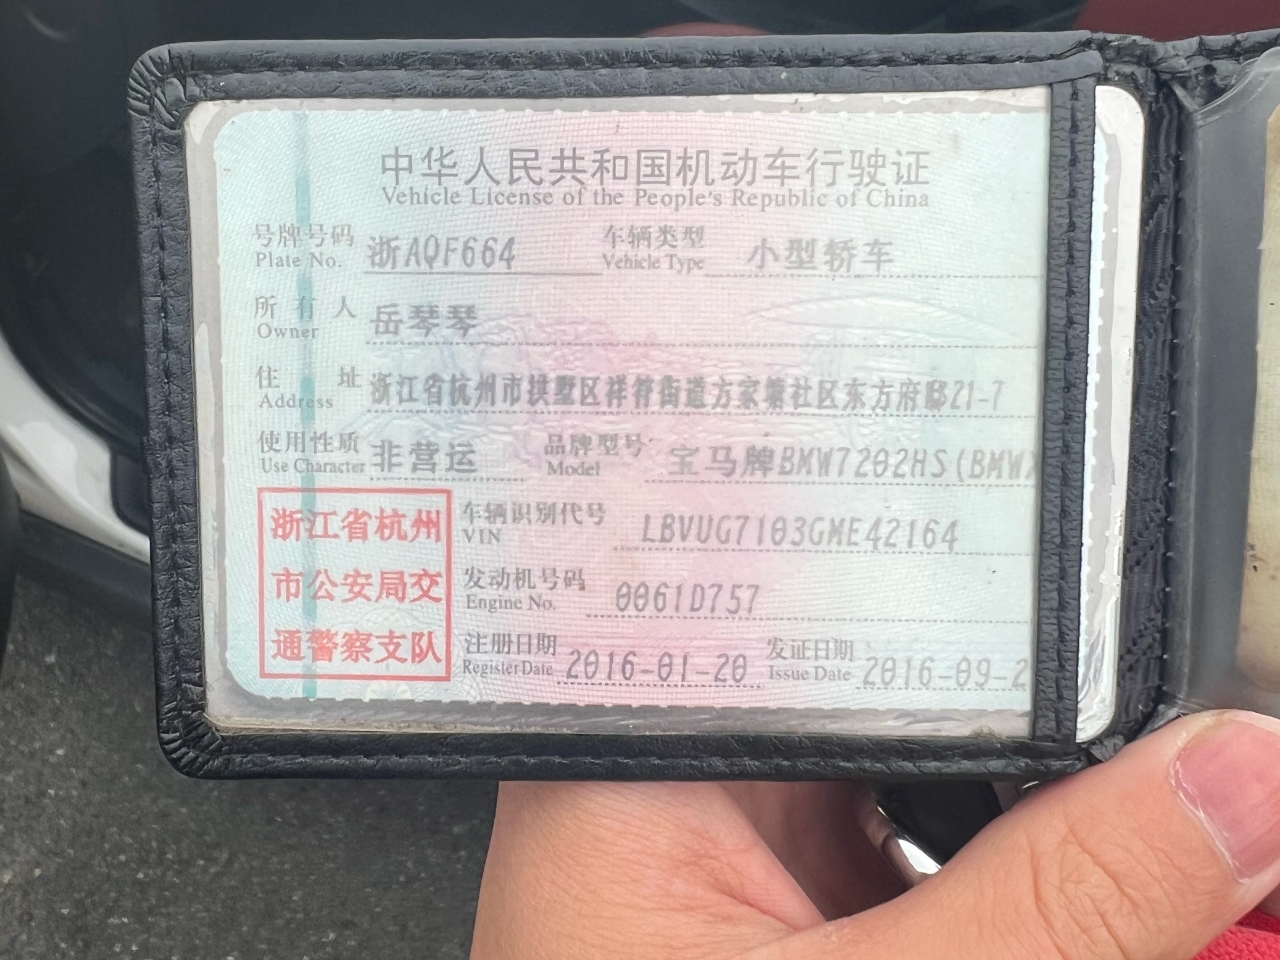 中华人民共和国机动车行驶证
Vehicle License of the People's Republic of China
号牌号码 浙AQF664 车辆类型 小型轿车
Plate No. Vehicle Type
所有人 岳琴琴
Owner
住址 浙江省杭州市拱墅区祥符街道方家塘社区东方府邸21-7
Address
使用性质 非营运 品牌型号 宝马牌BMW7202HS(BMW
Use Character Model
浙江省杭州
市公安局交
通警察支队
车辆识别代号 LBVUG7103GME42164
VIN
发动机号码 0061D757
Engine No.
注册日期 2016-01-20 发证日期 2016-09-2
Register Date Issue Date